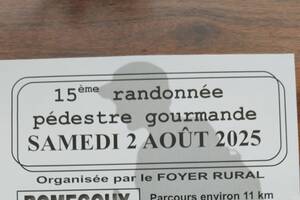 15ème randonnée
pédestre gourmande
SAMEDI 2 AOÛT 2025
Organisée par le FOYER RURAL
Parcours environ 11 km